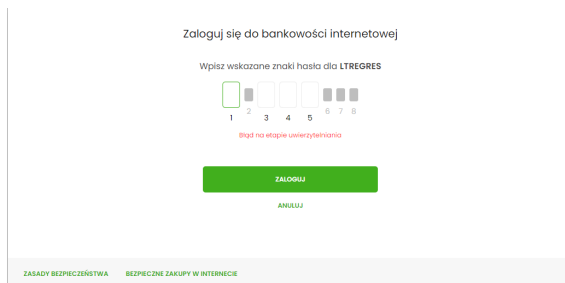 Zaloguj się do bankowości internetowej
Wpisz wskazane znaki hasła dla LTREGRES
1 2 3 4 5 6 7 8
Błąd na etapie uwierzytelniania
ZALOGUJ
ANULUJ
ZASADY BEZPIECZEŃSTWA BEZPIECZNE ZAKUPY W INTERNECIE